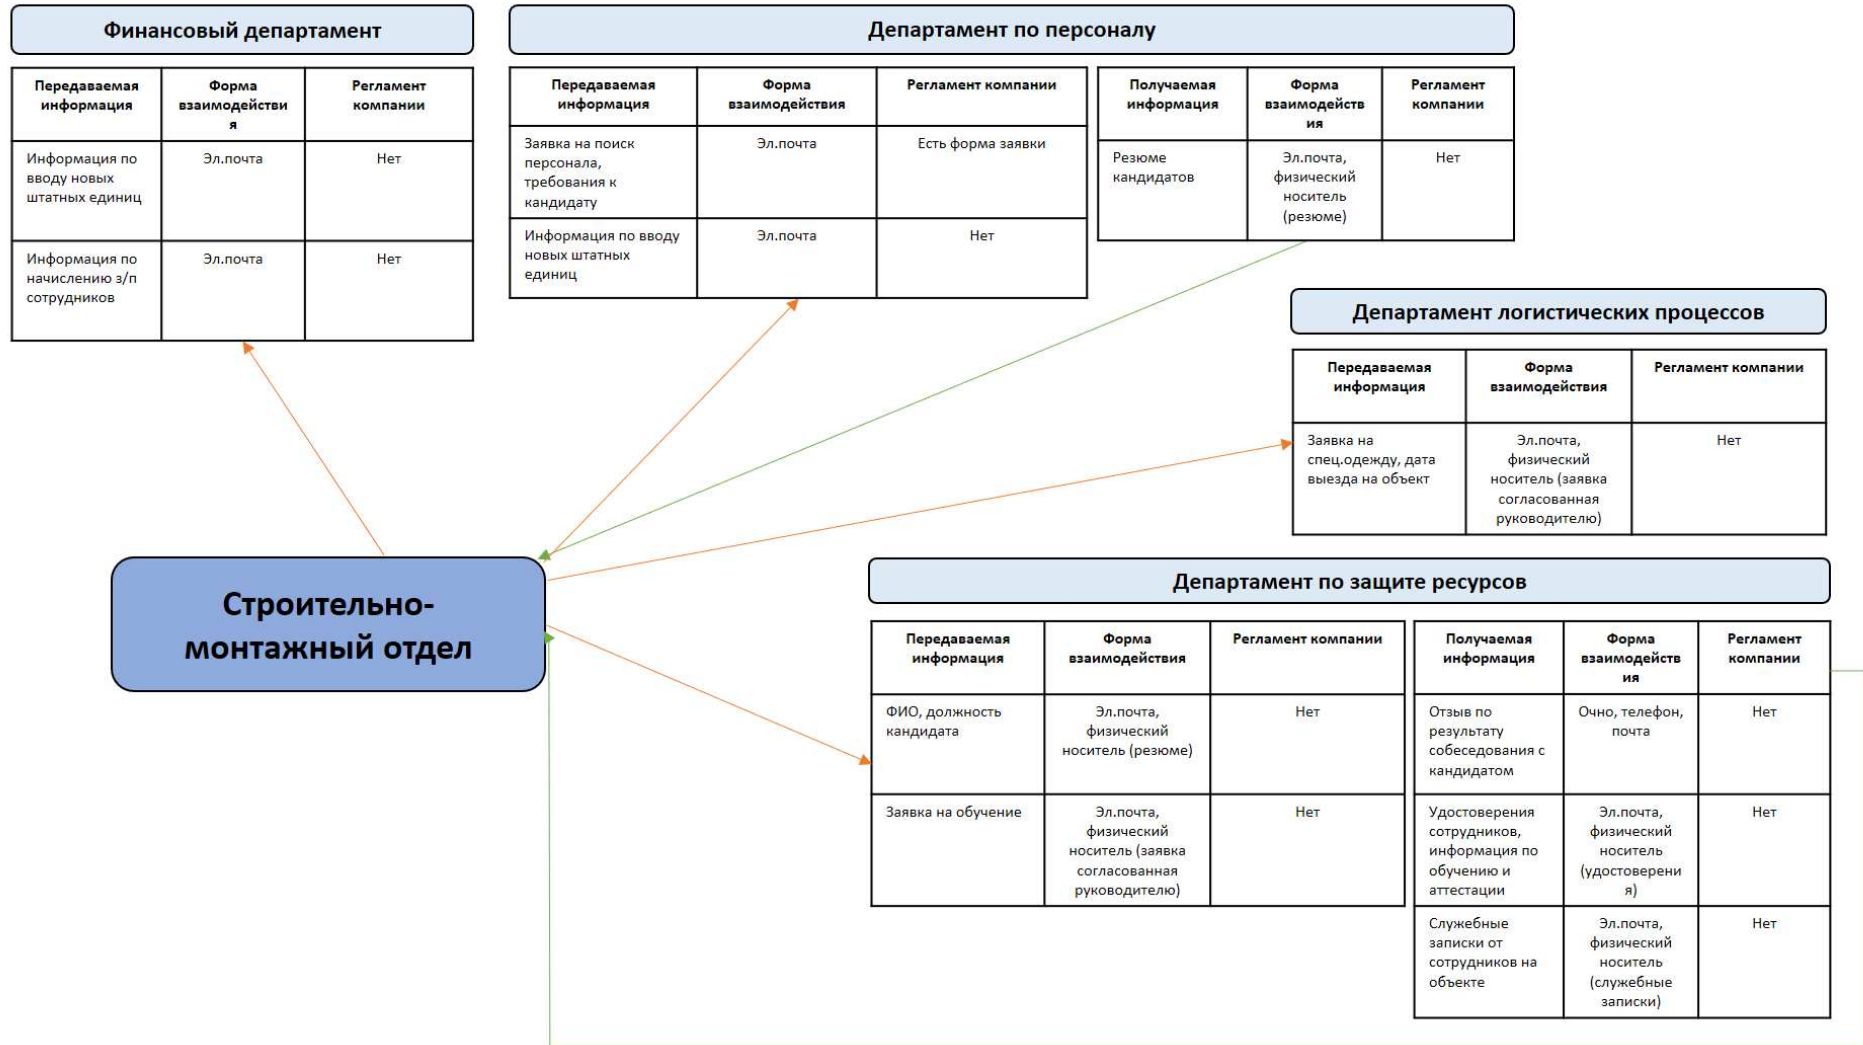 Финансовый департамент
Передаваемая
информация
Форма
взаимодействи
я
Регламент
компании
Информация по
вводу новых
штатных единиц
Эл.почта
Нет
Информация по
начислению з/п
сотрудников
Эл.почта
Нет
Департамент по персоналу
Передаваемая
информация
Форма
взаимодействия
Регламент компании
Заявка на поиск
персонала,
требования к
кандидату
Эл.почта
Есть форма заявки
Информация по вводу
новых штатных
единиц
Эл.почта
Нет
Получаемая
информация
Форма
взаимодейств
ия
Регламент
компании
Резюме
кандидатов
Эл.почта,
физический
носитель
(резюме)
Нет
Департамент логистических процессов
Передаваемая
информация
Форма
взаимодействия
Регламент компании
Заявка на
спец.одежду, дата
выезда на объект
Эл.почта,
физический
носитель (заявка
согласованная
руководителю)
Нет
Строительно-
монтажный отдел
Департамент по защите ресурсов
Передаваемая
информация
Форма
взаимодействия
Регламент компании
ФИО, должность
кандидата
Эл.почта,
физический
носитель (резюме)
Нет
Заявка на обучение
Эл.почта,
физический
носитель (заявка
согласованная
руководителю)
Нет
Получаемая
информация
Форма
взаимодейств
ия
Регламент
компании
Отзыв по
результату
собеседования с
кандидатом
Очно, телефон,
почта
Нет
Удостоверения
сотрудников,
информация по
обучению и
аттестации
Эл.почта,
физический
носитель
(удостоверени
я)
Нет
Служебные
записки от
сотрудников на
объекте
Эл.почта,
физический
носитель
(служебные
записки)
Нет